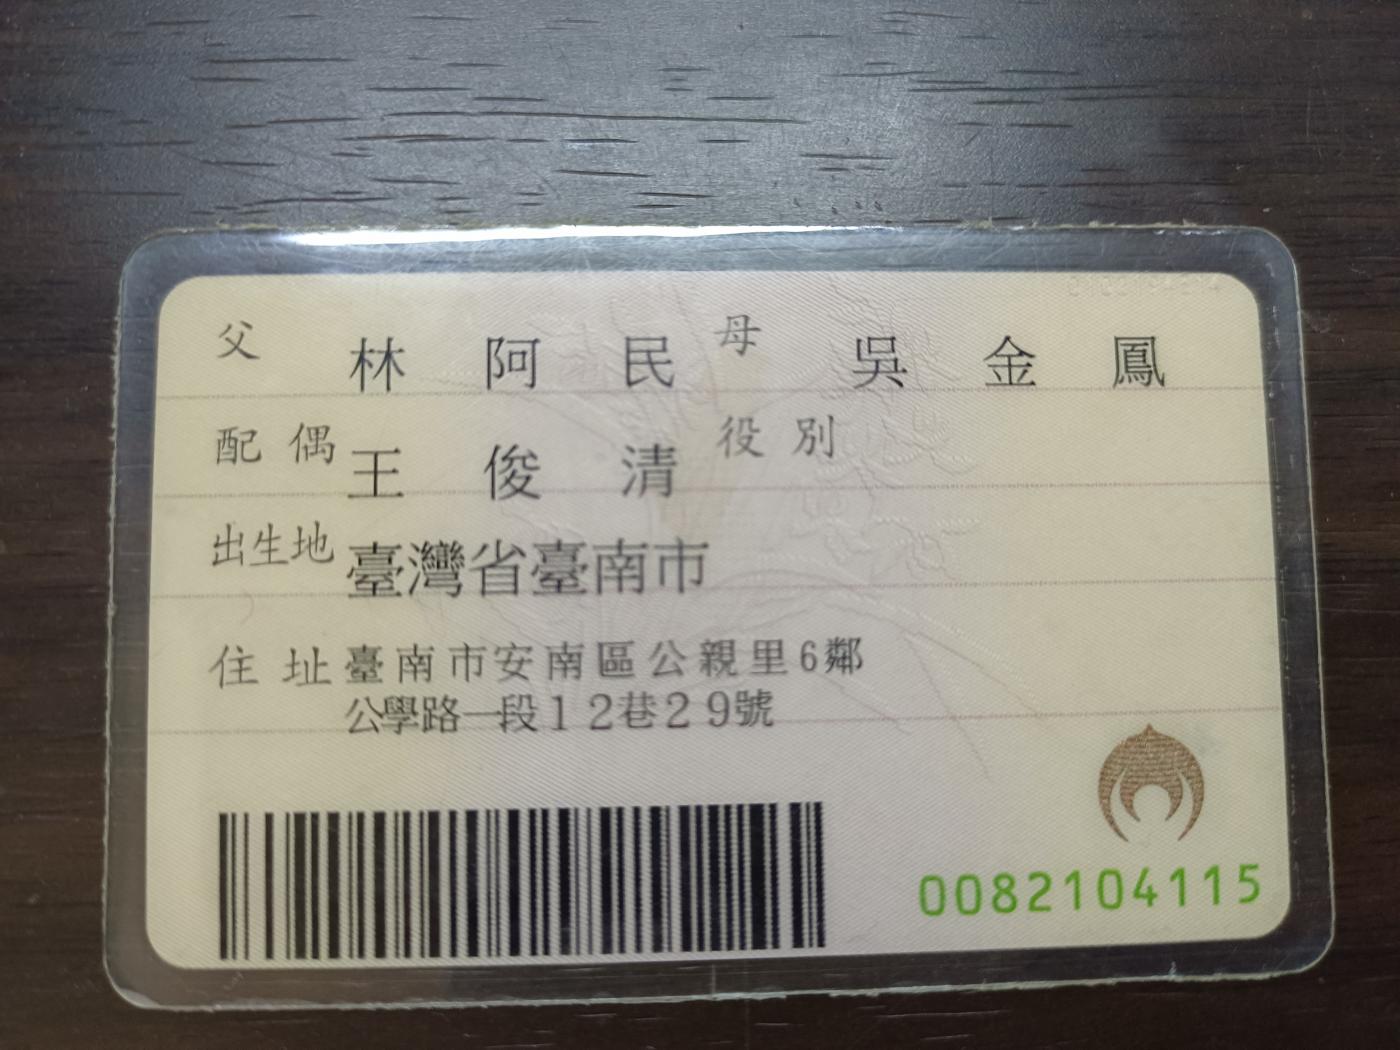 父 林阿民 母 吳金鳳
配偶 王俊清 役別
出生地 臺灣省臺南市
住址 臺南市安南區公親里6鄰
公學路一段12巷29號
0082104115